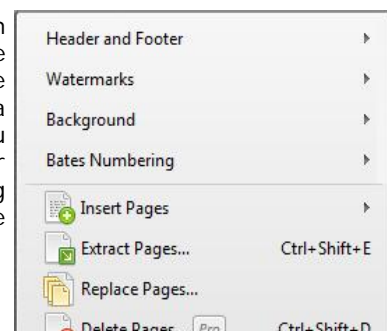 Header and Footer
Watermarks
Background
Bates Numbering
Insert Pages
Extract Pages... Ctrl+Shift+E
Replace Pages...
Delete Pages Pro Ctrl+Shift+D